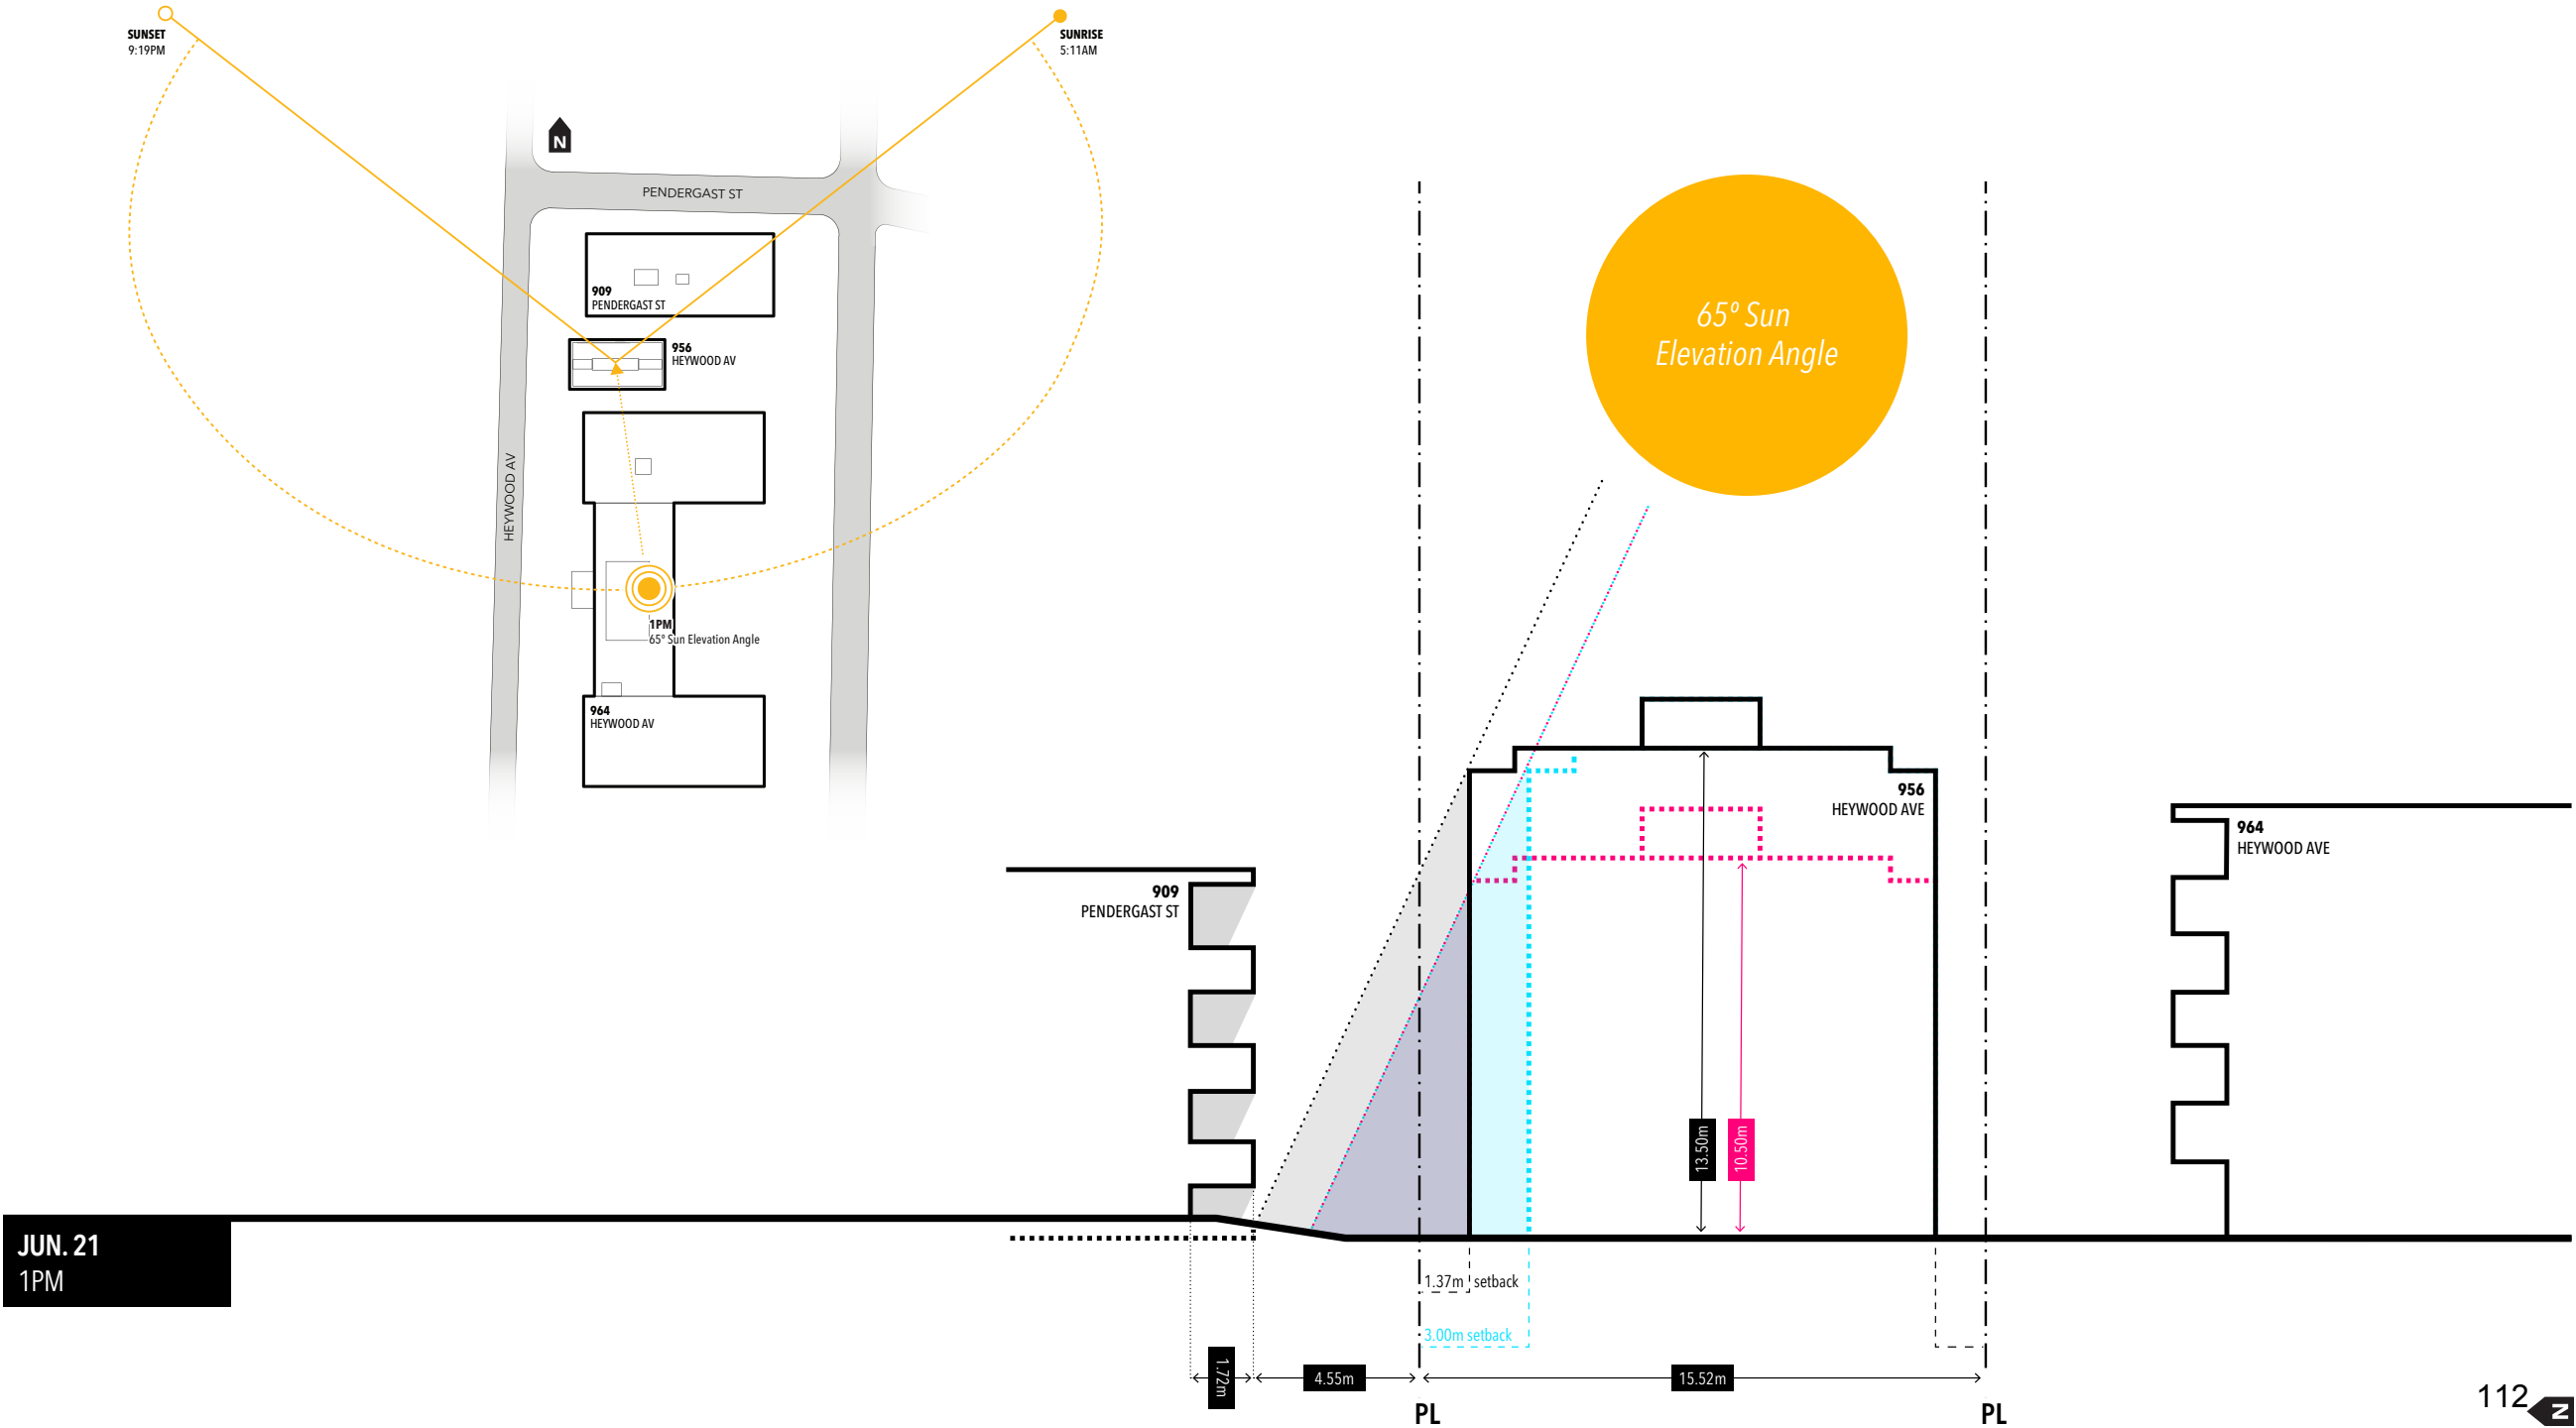 SUNSET
9:19PM
SUNRISE
5:11AM
N
PENDERGAST ST
909
PENDERGAST ST
956
HEYWOOD AV
HEYWOOD AV
1PM
65º Sun Elevation Angle
964
HEYWOOD AV
65º Sun
Elevation Angle
956
HEYWOOD AVE
964
HEYWOOD AVE
909
PENDERGAST ST
13.50m
10.50m
JUN. 21
1PM
1.37m setback
3.00m setback
1.72m
4.55m
15.52m
PL
PL
112
N